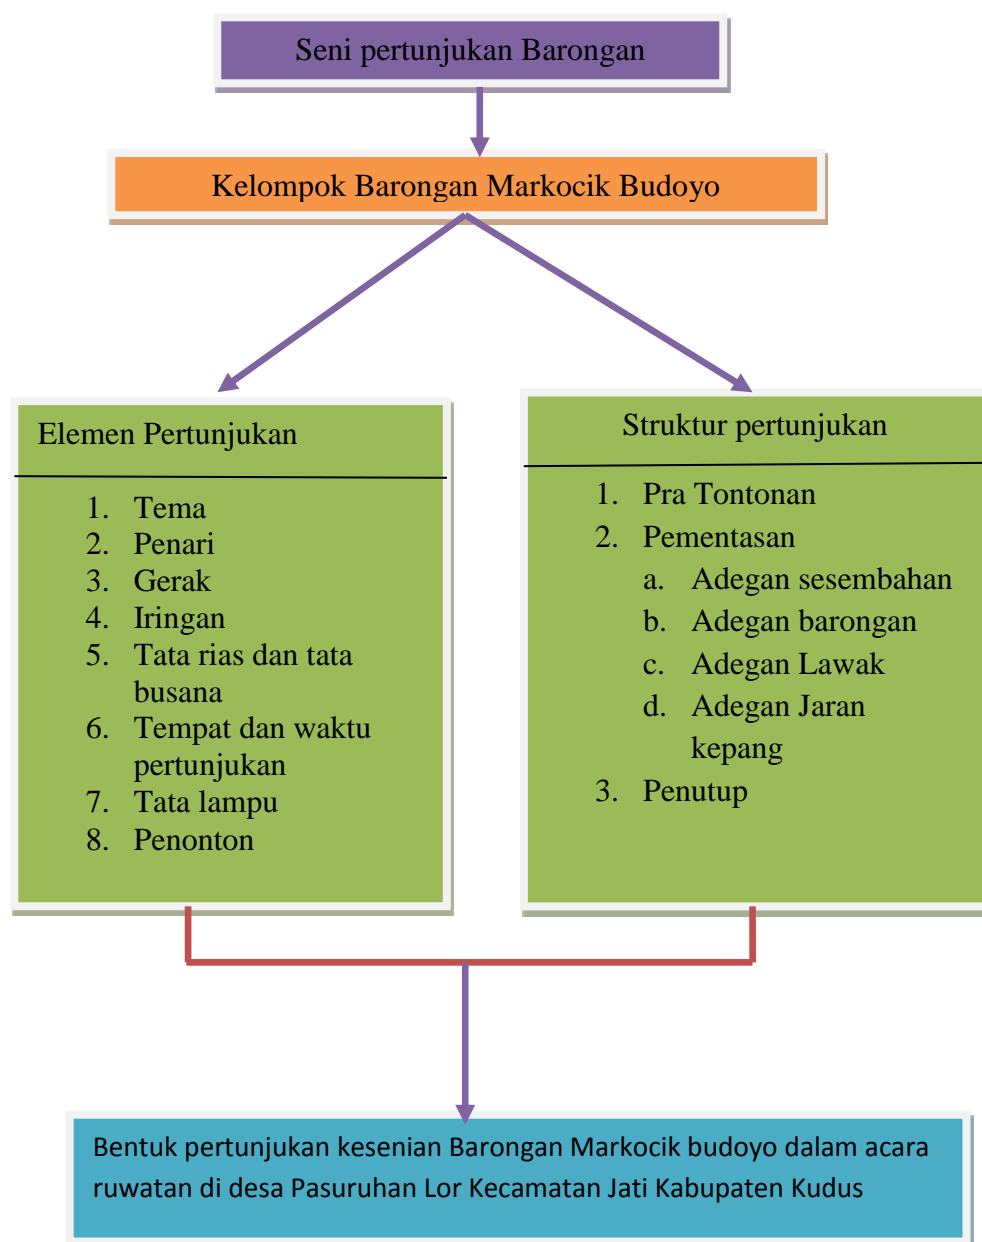 Seni pertunjukan Barongan
Kelompok Barongan Markocik Budoyo
Elemen Pertunjukan
1. Tema
2. Penari
3. Gerak
4. Iringan
5. Tata rias dan tata
busana
6. Tempat dan waktu
pertunjukan
7. Tata lampu
8. Penonton
Struktur pertunjukan
1. Pra Tontonan
2. Pementasan
a. Adegan sesembahan
b. Adegan barongan
c. Adegan Lawak
d. Adegan Jaran
kepang
3. Penutup
Bentuk pertunjukan kesenian Barongan Markocik budoyo dalam acara
ruwatan di desa Pasuruhan Lor Kecamatan Jati Kabupaten Kudus